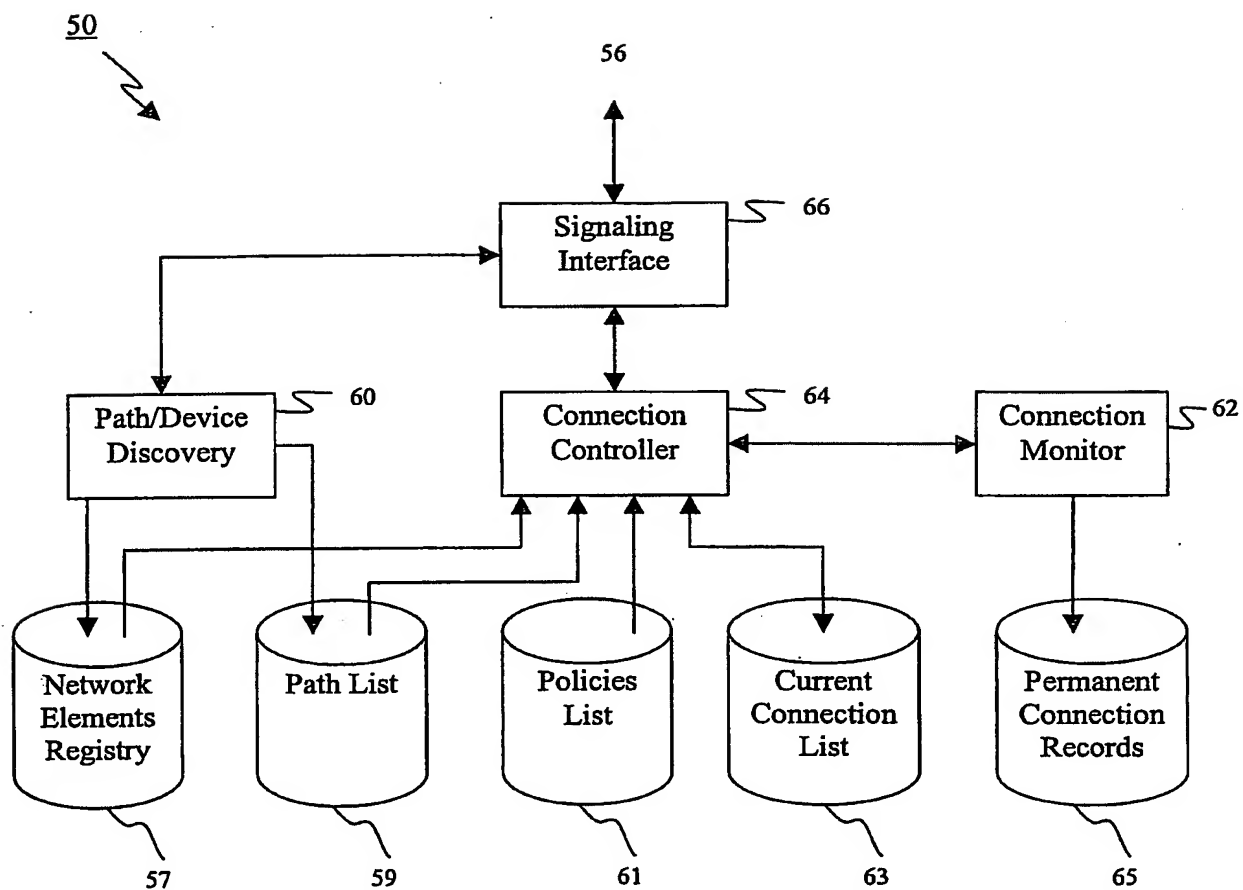 50
56
Signaling
Interface
66
Path/Device
Discovery
60
Connection
Controller
64
Connection
Monitor
62
Network
Elements
Registry
Path List
Policies
List
Current
Connection
List
Permanent
Connection
Records
57
59
61
63
65